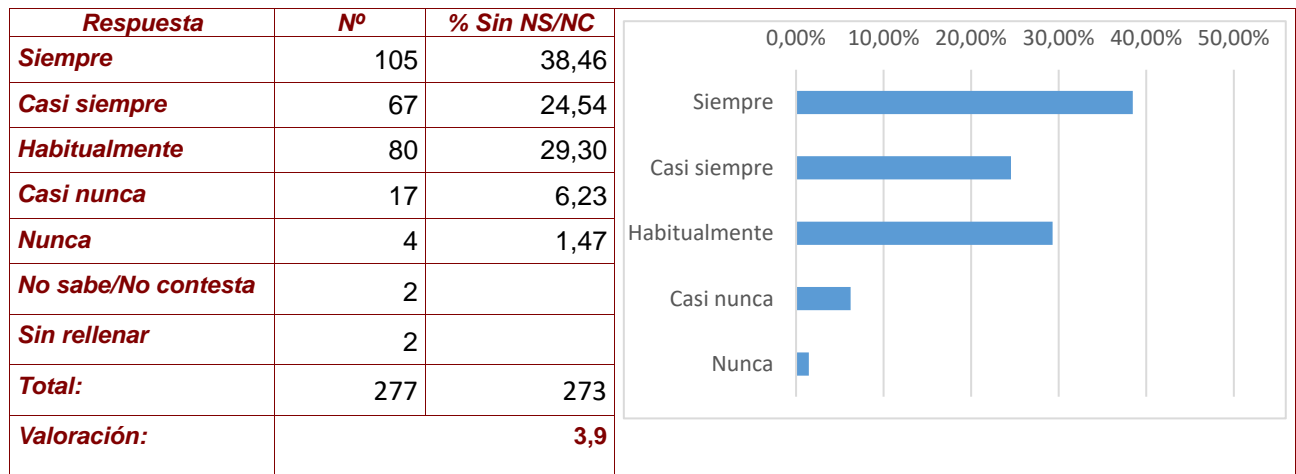 Respuesta Nº % Sin NS/NC
Siempre 105 38,46
Casi siempre 67 24,54
Habitualmente 80 29,30
Casi nunca 17 6,23
Nunca 4 1,47
No sabe/No contesta 2
Sin rellenar 2
Total: 277 273
Valoración: 3,9
0,00% 10,00% 20,00% 30,00% 40,00% 50,00%
Siempre
Casi siempre
Habitualmente
Casi nunca
Nunca